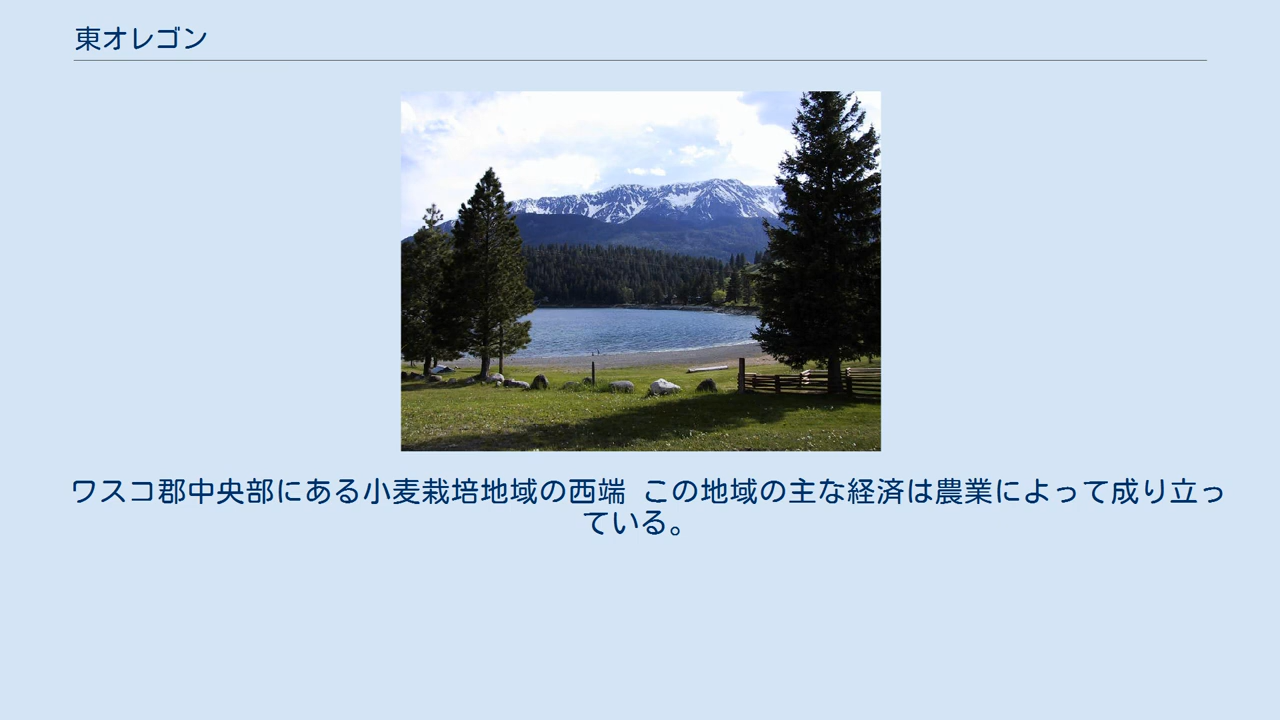 東オレゴン
ワスコ郡中央部にある小麦栽培地域の西端 この地域の主な経済は農業によって成り立っ
ている。